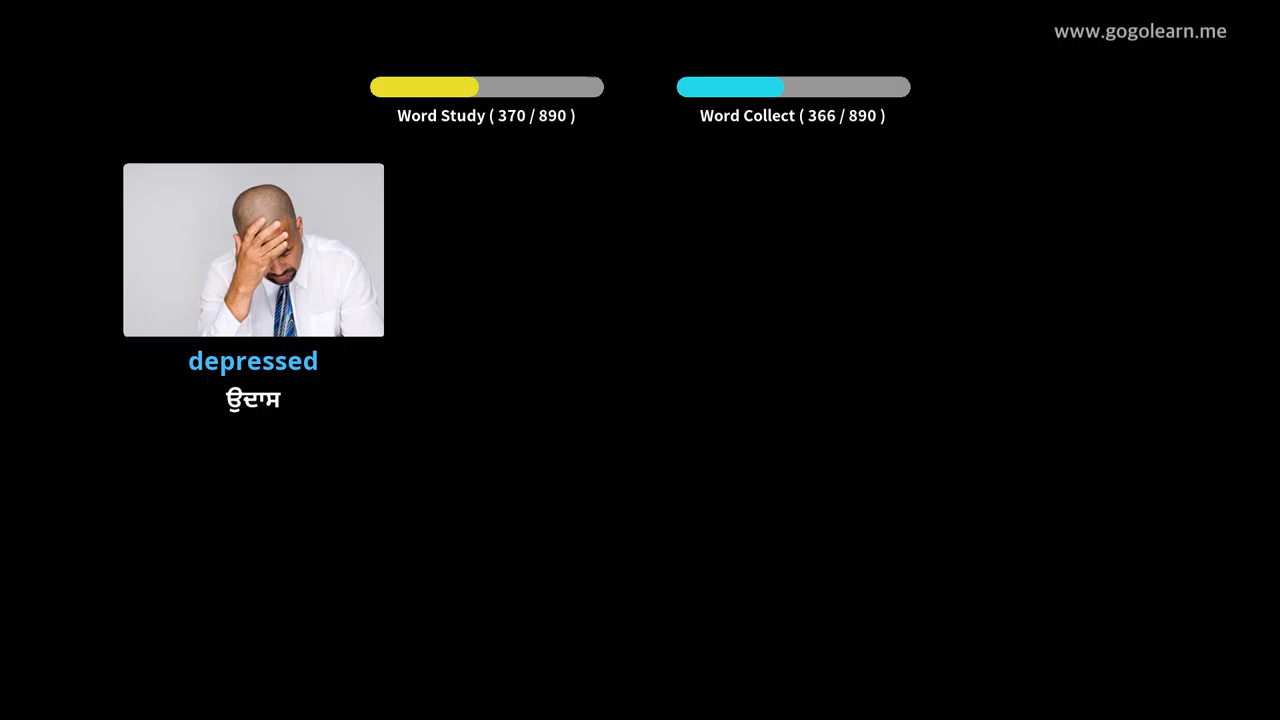 www.gogolearn.me
Word Study ( 370 / 890 )
Word Collect ( 366 / 890 )
depressed
ਉਦਾਸ